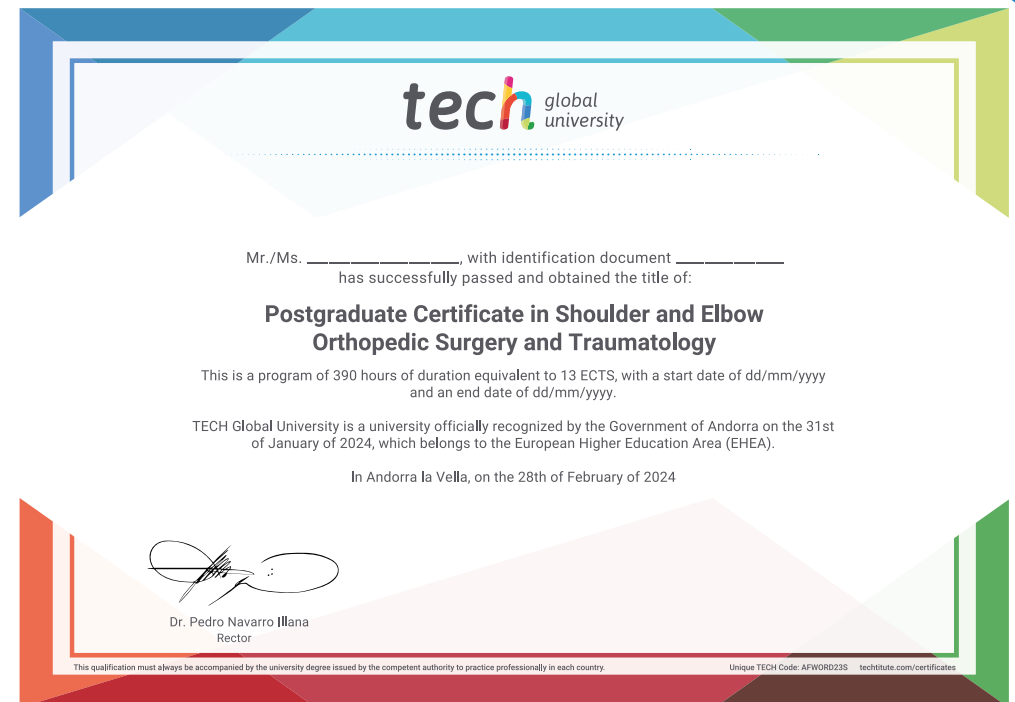 tech global
university
Mr./Ms. _________________, with identification document ____________
has successfully passed and obtained the title of:
Postgraduate Certificate in Shoulder and Elbow
Orthopedic Surgery and Traumatology
This is a program of 390 hours of duration equivalent to 13 ECTS, with a start date of dd/mm/yyyy
and an end date of dd/mm/yyyy.
TECH Global University is a university officially recognized by the Government of Andorra on the 31st
of January of 2024, which belongs to the European Higher Education Area (EHEA).
In Andorra la Vella, on the 28th of February of 2024
Dr. Pedro Navarro Illana
Rector
This qualification must always be accompanied by the university degree issued by the competent authority to practice professionally in each country.
Unique TECH Code: AFWORD23S techtitute.com/certificates